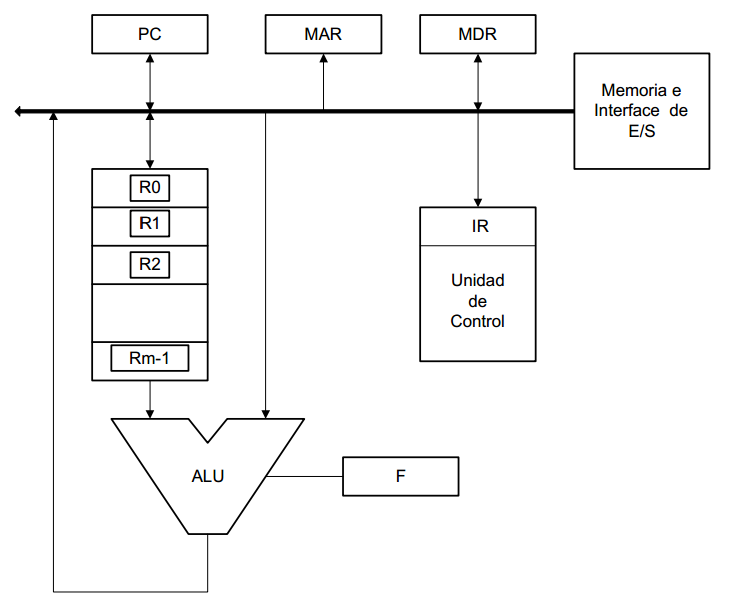 PC
MAR
MDR
Memoria e
Interface de
E/S
R0
R1
R2
Rm-1
IR
Unidad
de
Control
ALU
F